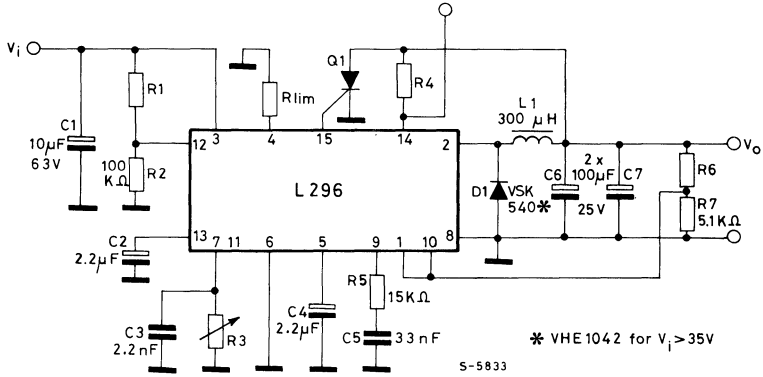 Vi
R1
C1
10µF
63V
100
KΩ
R2
Rlim
Q1
R4
L1
300 µH
3
4
15
14
12
2
L 296
13
7
11
6
5
9
1
10
8
D1
VSK
540*
C6
2 x
100µF
C7
25V
Vo
R6
R7
5.1KΩ
C2
2.2µF
C3
2.2nF
R3
C4
2.2µF
R5
15KΩ
C5
33nF
* VHE1042 for Vi>35V
S-5833